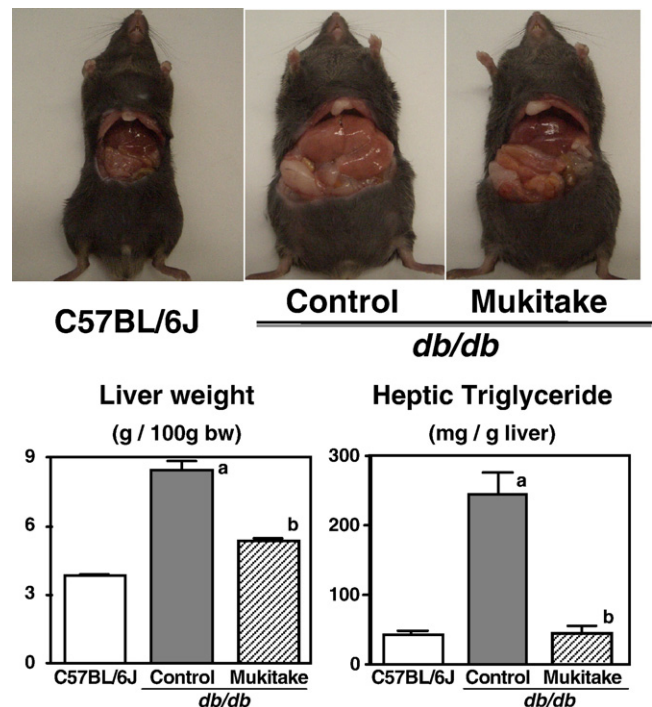 C57BL/6J
Control Mukitake
db/db
Liver weight
(g / 100g bw)
9
6
3
0
a
b
C57BL/6J Control Mukitake
db/db
Heptic Triglyceride
(mg / g liver)
300
200
100
0
a
b
C57BL/6J Control Mukitake
db/db